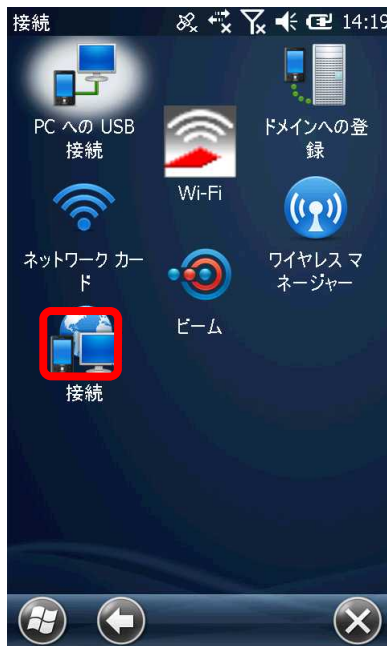 接続 14:19
PC への USB
接続
ドメインへの登
録
Wi-Fi
ネットワーク カー
ド
ワイヤレス マ
ネージャー
ビーム
接続